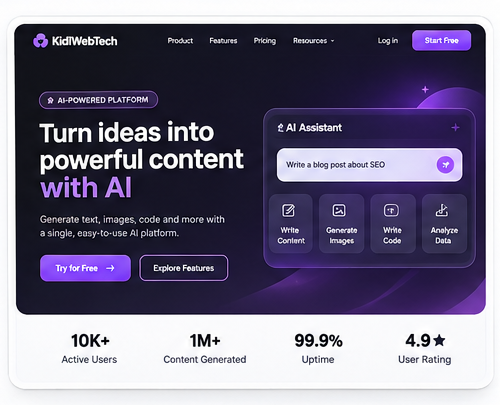 KidlWebTech
Product Features Pricing Resources Log in Start Free
AI-POWERED PLATFORM
Turn ideas into
powerful content
with AI
Generate text, images, code and more with
a single, easy-to-use AI platform.
Try for Free → Explore Features
AI Assistant
Write a blog post about SEO
Write
Content
Generate
Images
Write
Code
Analyze
Data
10K+
Active Users
1M+
Content Generated
99.9%
Uptime
4.9★
User Rating